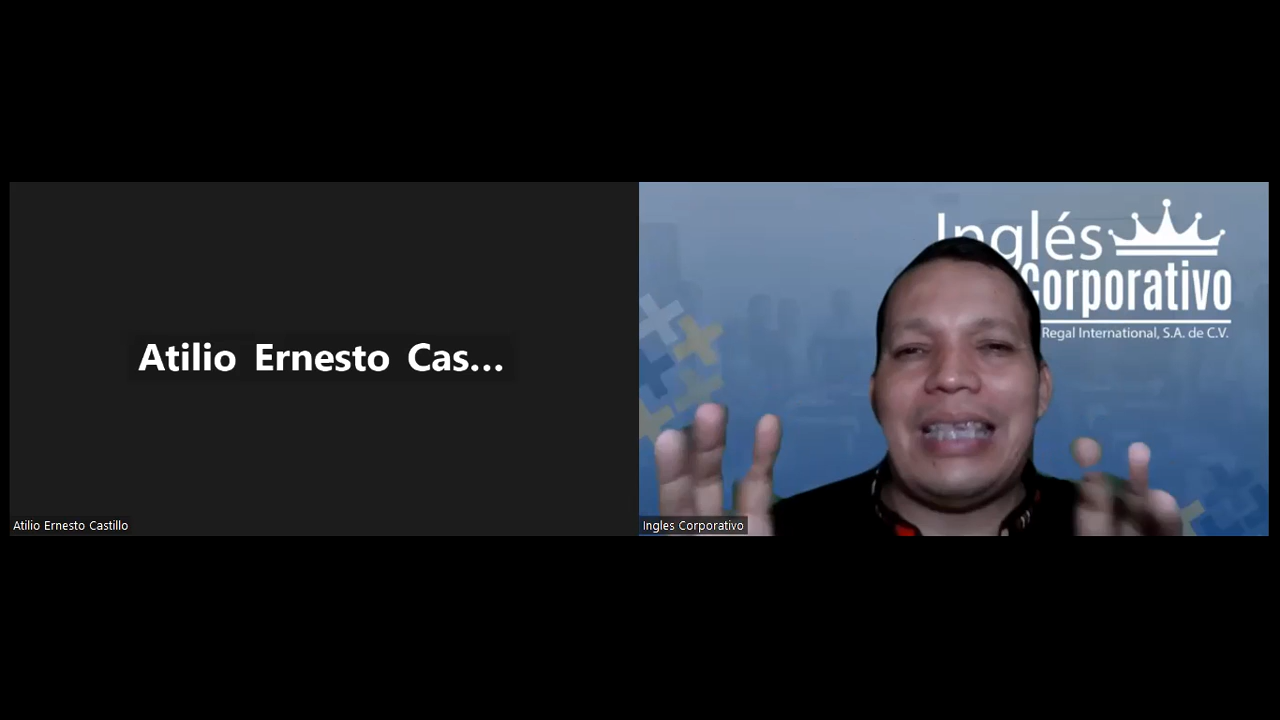 Atilio Ernesto Cas...
Atilio Ernesto Castillo
Inglés
Corporativo
Regal International, S.A. de C.V.
Ingles Corporativo